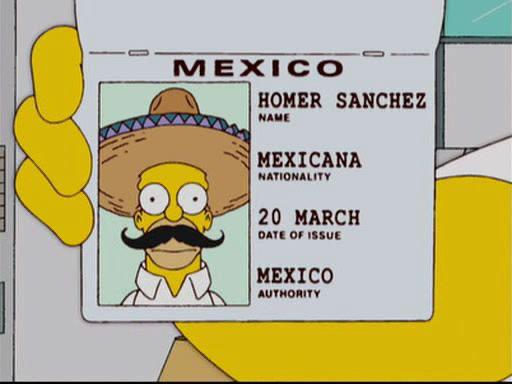 MEXICO
HOMER SANCHEZ
NAME
MEXICANA
NATIONALITY
20 MARCH
DATE OF ISSUE
MEXICO
AUTHORITY